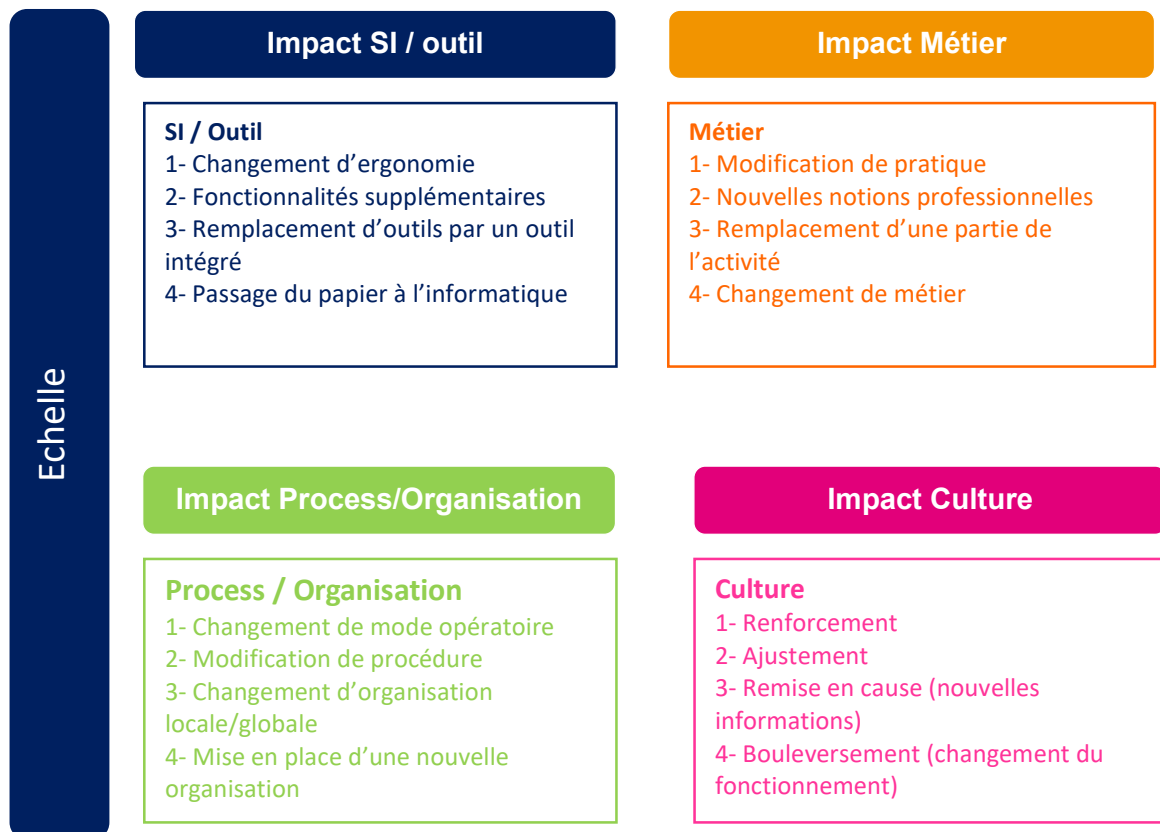 Echelle
Impact SI / outil
SI / Outil
1- Changement d’ergonomie
2- Fonctionnalités supplémentaires
3- Remplacement d’outils par un outil
intégré
4- Passage du papier à l’informatique
Impact Métier
Métier
1- Modification de pratique
2- Nouvelles notions professionnelles
3- Remplacement d’une partie de
l’activité
4- Changement de métier
Impact Process/Organisation
Process / Organisation
1- Changement de mode opératoire
2- Modification de procédure
3- Changement d’organisation
locale/globale
4- Mise en place d’une nouvelle
organisation
Impact Culture
Culture
1- Renforcement
2- Ajustement
3- Remise en cause (nouvelles
informations)
4- Bouleversement (changement du
fonctionnement)